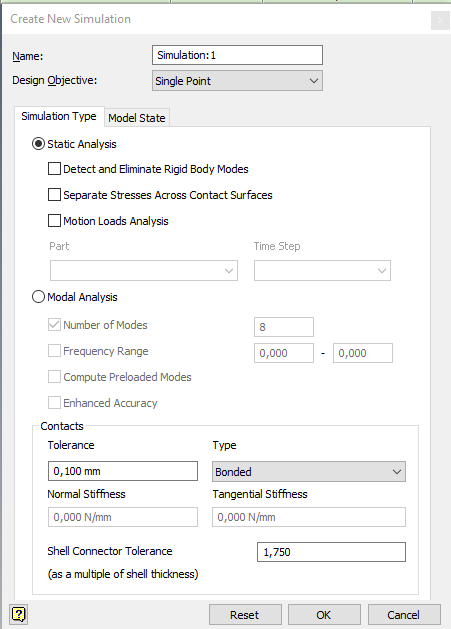 Create New Simulation
Name: Simulation:1
Design Objective: Single Point
Simulation Type Model State
Static Analysis
Detect and Eliminate Rigid Body Modes
Separate Stresses Across Contact Surfaces
Motion Loads Analysis
Part Time Step
Modal Analysis
Number of Modes 8
Frequency Range 0,000 - 0,000
Compute Preloaded Modes
Enhanced Accuracy
Contacts
Tolerance Type
0,100 mm Bonded
Normal Stiffness Tangential Stiffness
0,000 N/mm 0,000 N/mm
Shell Connector Tolerance 1,750
(as a multiple of shell thickness)
? Reset OK Cancel